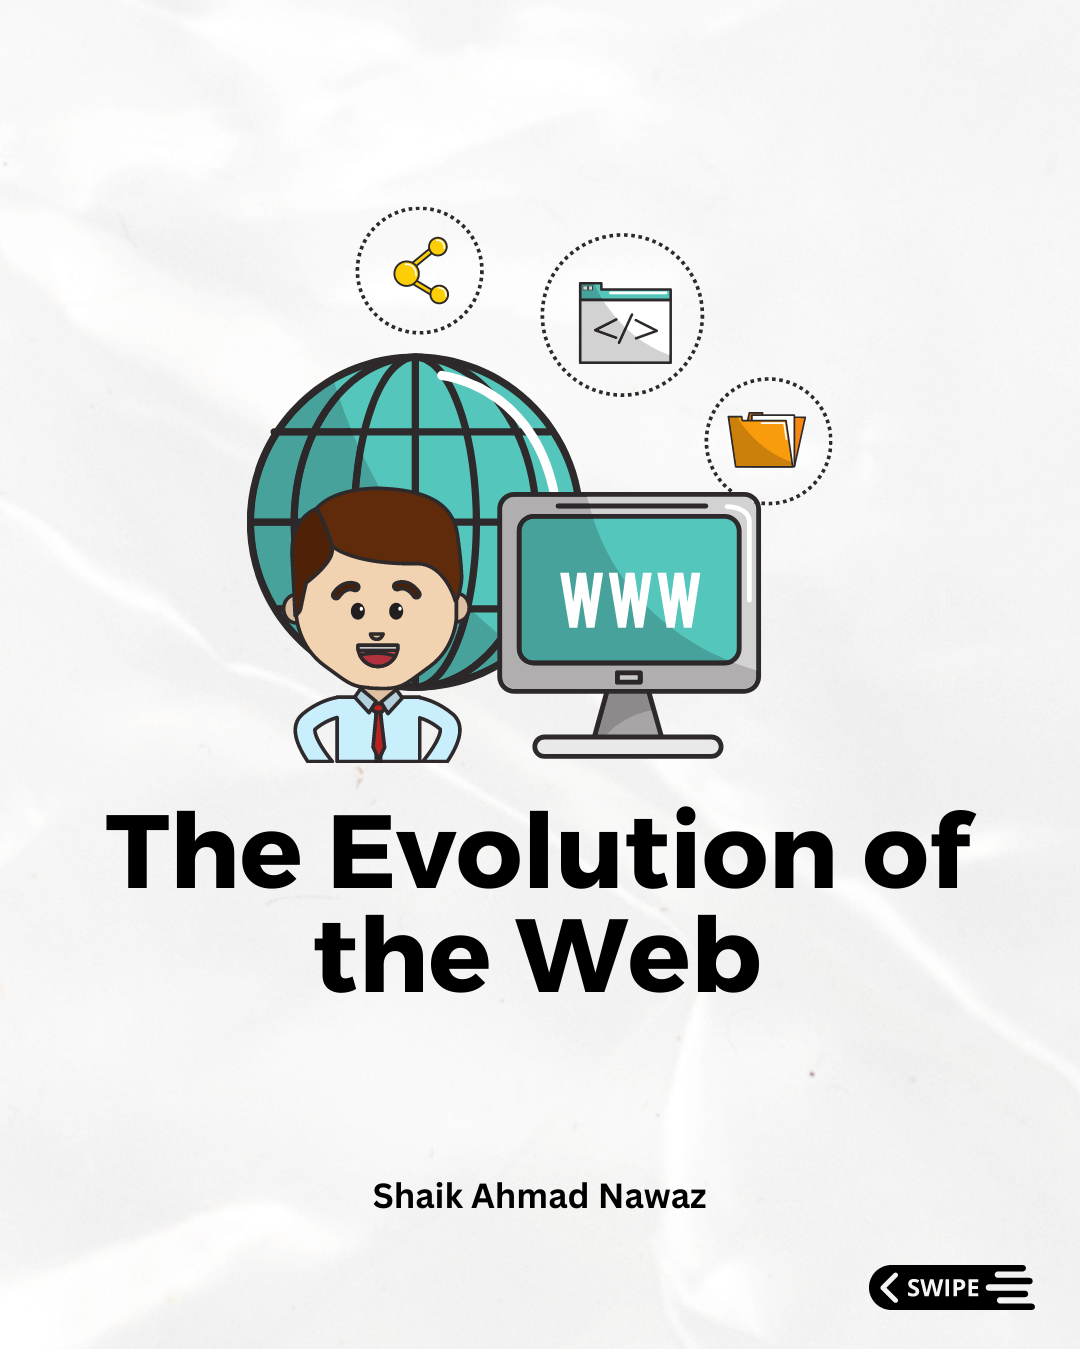 </>
WWW
The Evolution of
the Web
Shaik Ahmad Nawaz
SWIPE